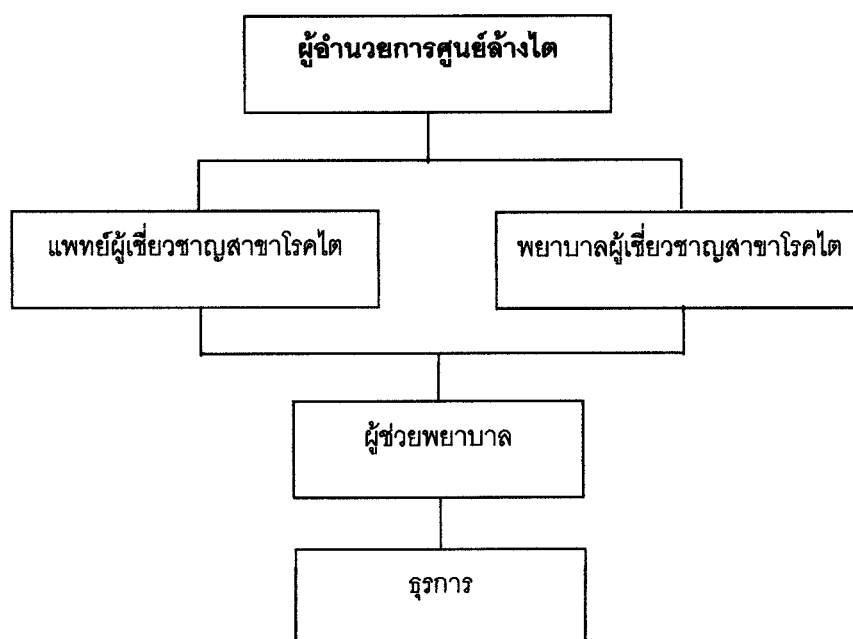 ผู้อำนวยการศูนย์ล้างไต
แพทย์ผู้เชี่ยวชาญสาขาโรคไต
พยาบาลผู้เชี่ยวชาญสาขาโรคไต
ผู้ช่วยพยาบาล
ธุรการ